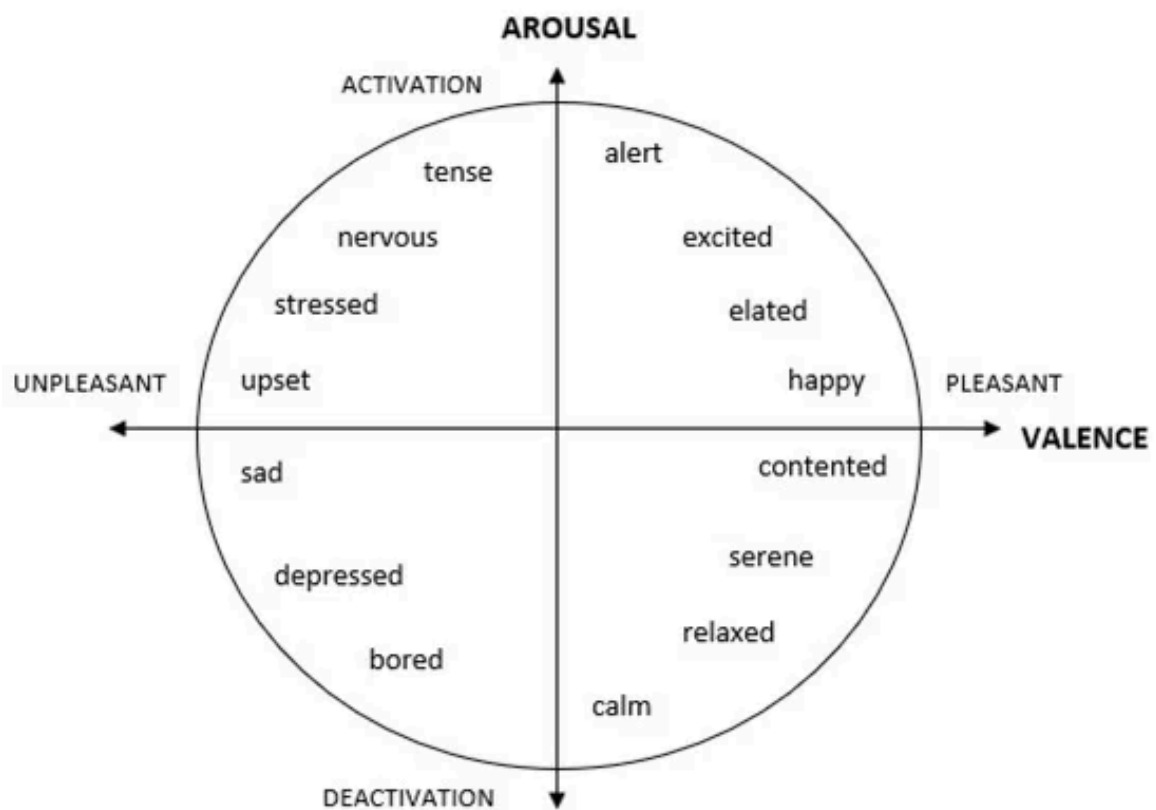 AROUSAL
ACTIVATION
tense
alert
nervous
excited
stressed
elated
UNPLEASANT
upset
happy
PLEASANT
VALENCE
sad
contented
depressed
serene
bored
relaxed
calm
DEACTIVATION